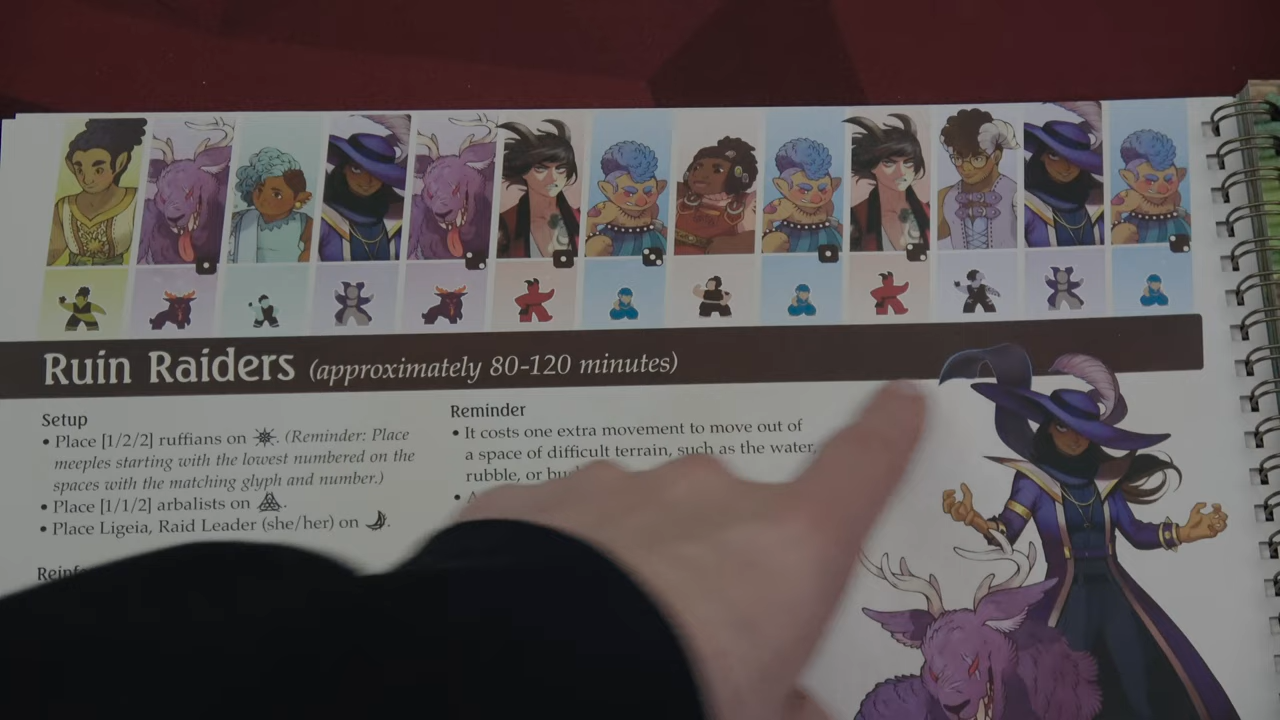 Ruin Raiders (approximately 80-120 minutes)
Setup
• Place [1/2/2] ruffians on . (Reminder: Place
meeples starting with the lowest numbered on the
spaces with the matching glyph and number.)
• Place [1/1/2] arbalists on .
• Place Ligeia, Raid Leader (she/her) on .
Reminder
• It costs one extra movement to move out of
a space of difficult terrain, such as the water,
rubble, or